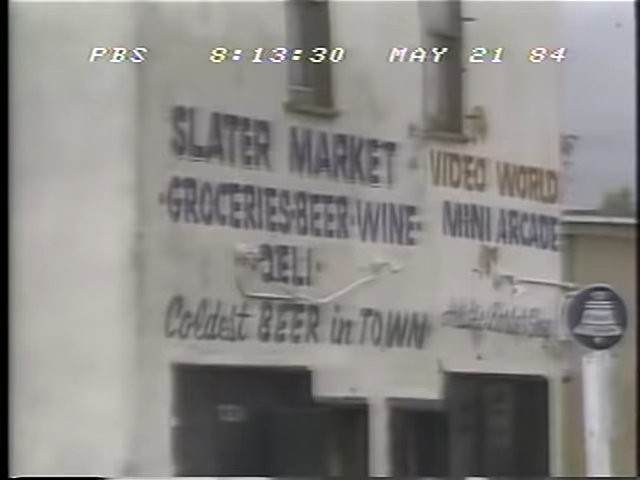 PBS 8:13:30 MAY 21 84
SLATER MARKET
·GROCERIES·BEER·WINE·
·DELI·
Coldest BEER in TOWN
VIDEO WORLD
MINI ARCADE